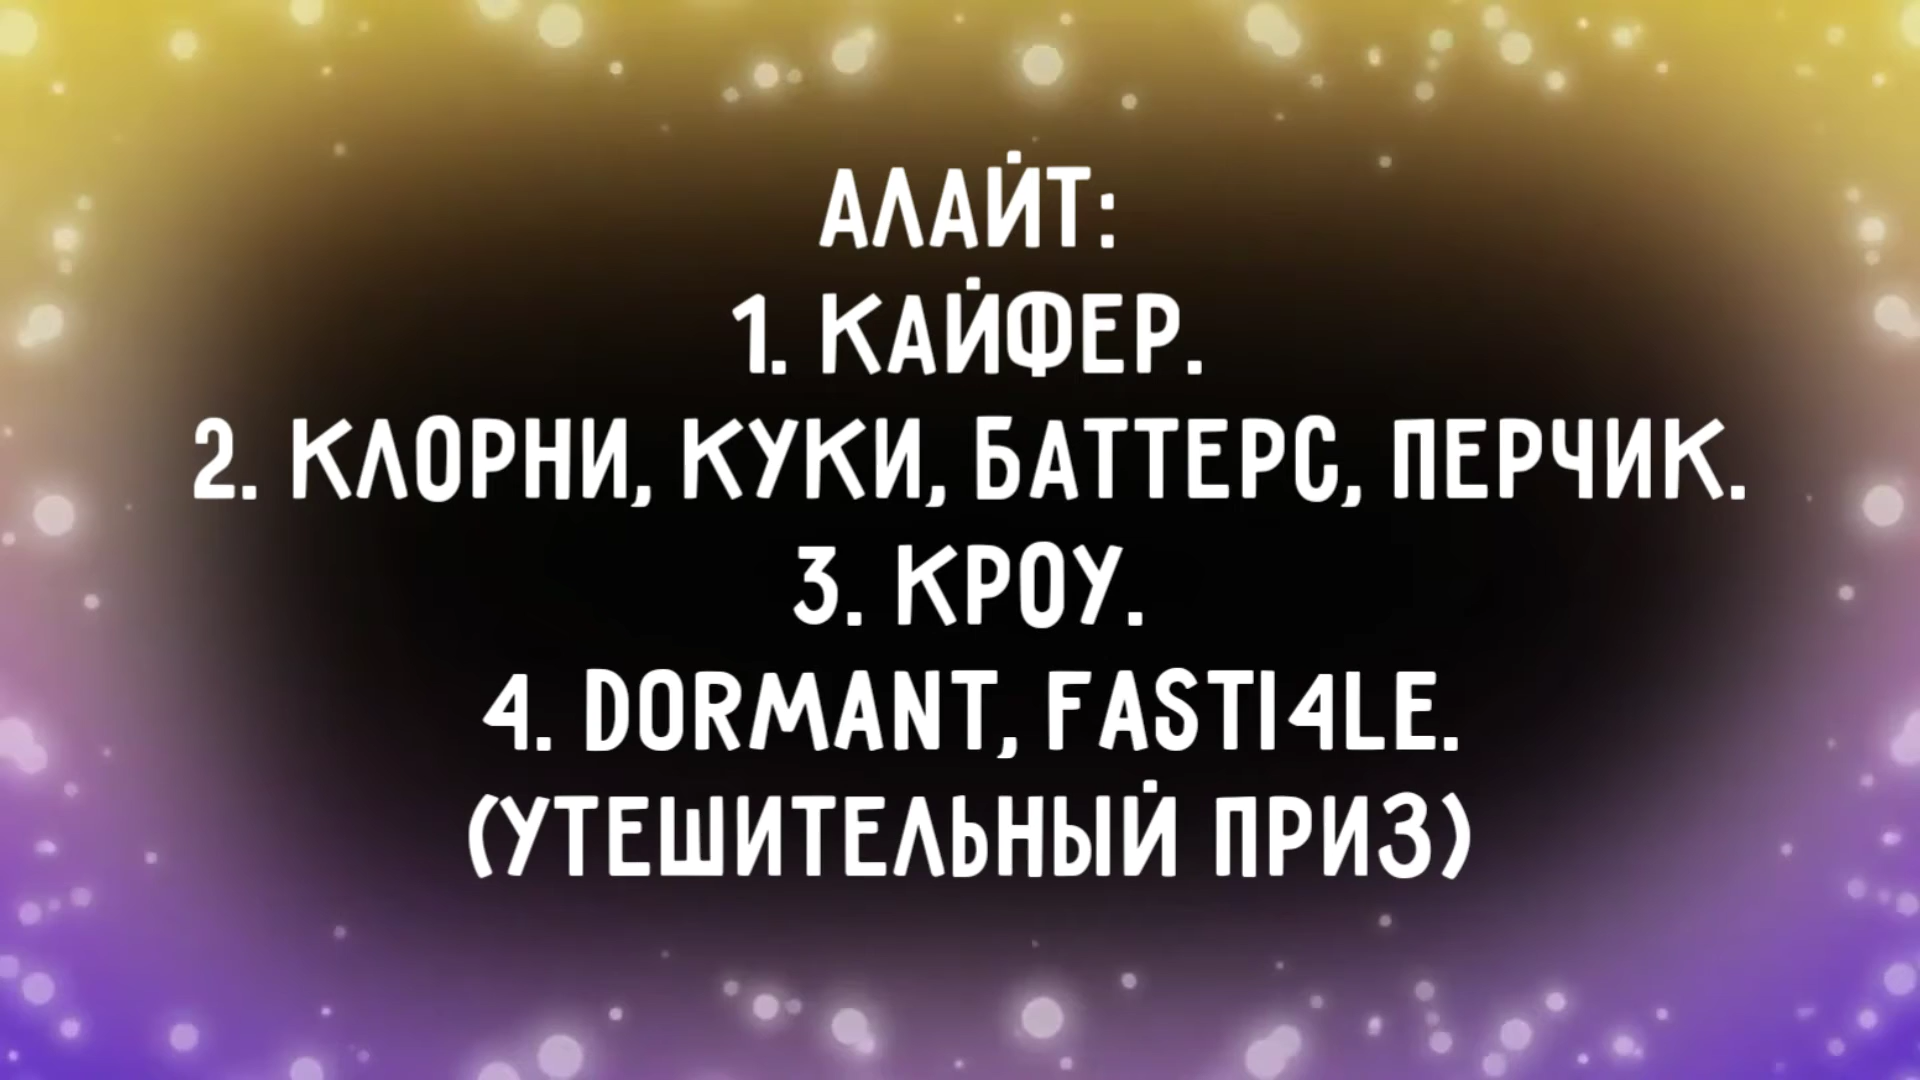 АЛАЙТ:
1. КАЙФЕР.
2. КЛОРНИ, КУКИ, БАТТЕРС, ПЕРЧИК.
3. КРОУ.
4. DORMANT, FASTI4LE.
(УТЕШИТЕЛЬНЫЙ ПРИЗ)